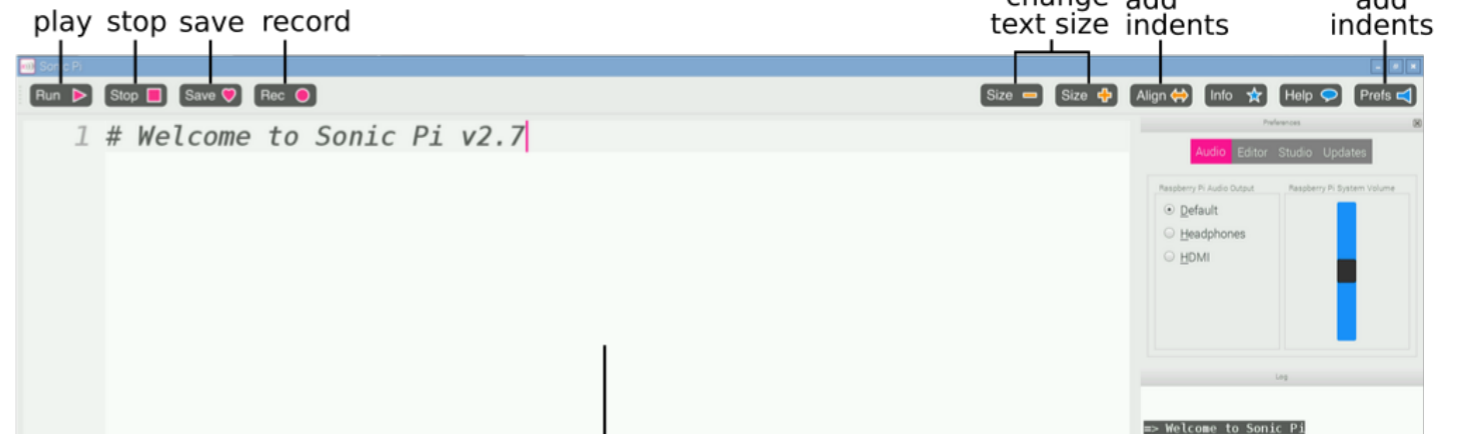 change add add
play stop save record text size indents indents
Sonic Pi
Run Stop Save Rec Size Size Align Info Help Prefs
1 # Welcome to Sonic Pi v2.7
Preferences
Audio Editor Studio Updates
Raspberry Pi Audio Output Raspberry Pi System Volume
Default
Headphones
HDMI
Log
=> Welcome to Sonic Pi